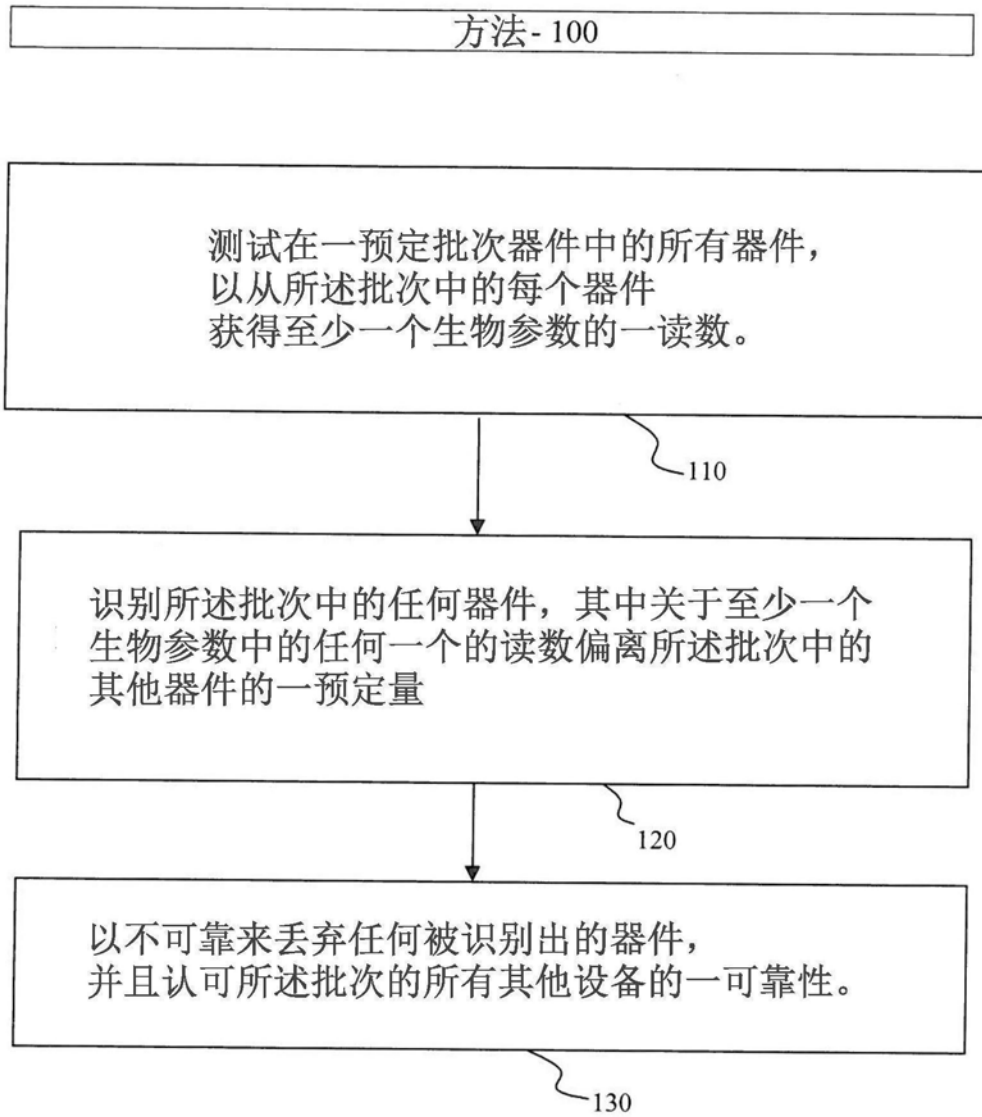 方法- 100
测试在一预定批次器件中的所有器件，
以从所述批次中的每个器件
获得至少一个生物参数的一读数。
110
识别所述批次中的任何器件，其中关于至少一个
生物参数中的任何一个的读数偏离所述批次中的
其他器件的一预定量
120
以不可靠来丢弃任何被识别出的器件，
并且认可所述批次的所有其他设备的一可靠性。
130